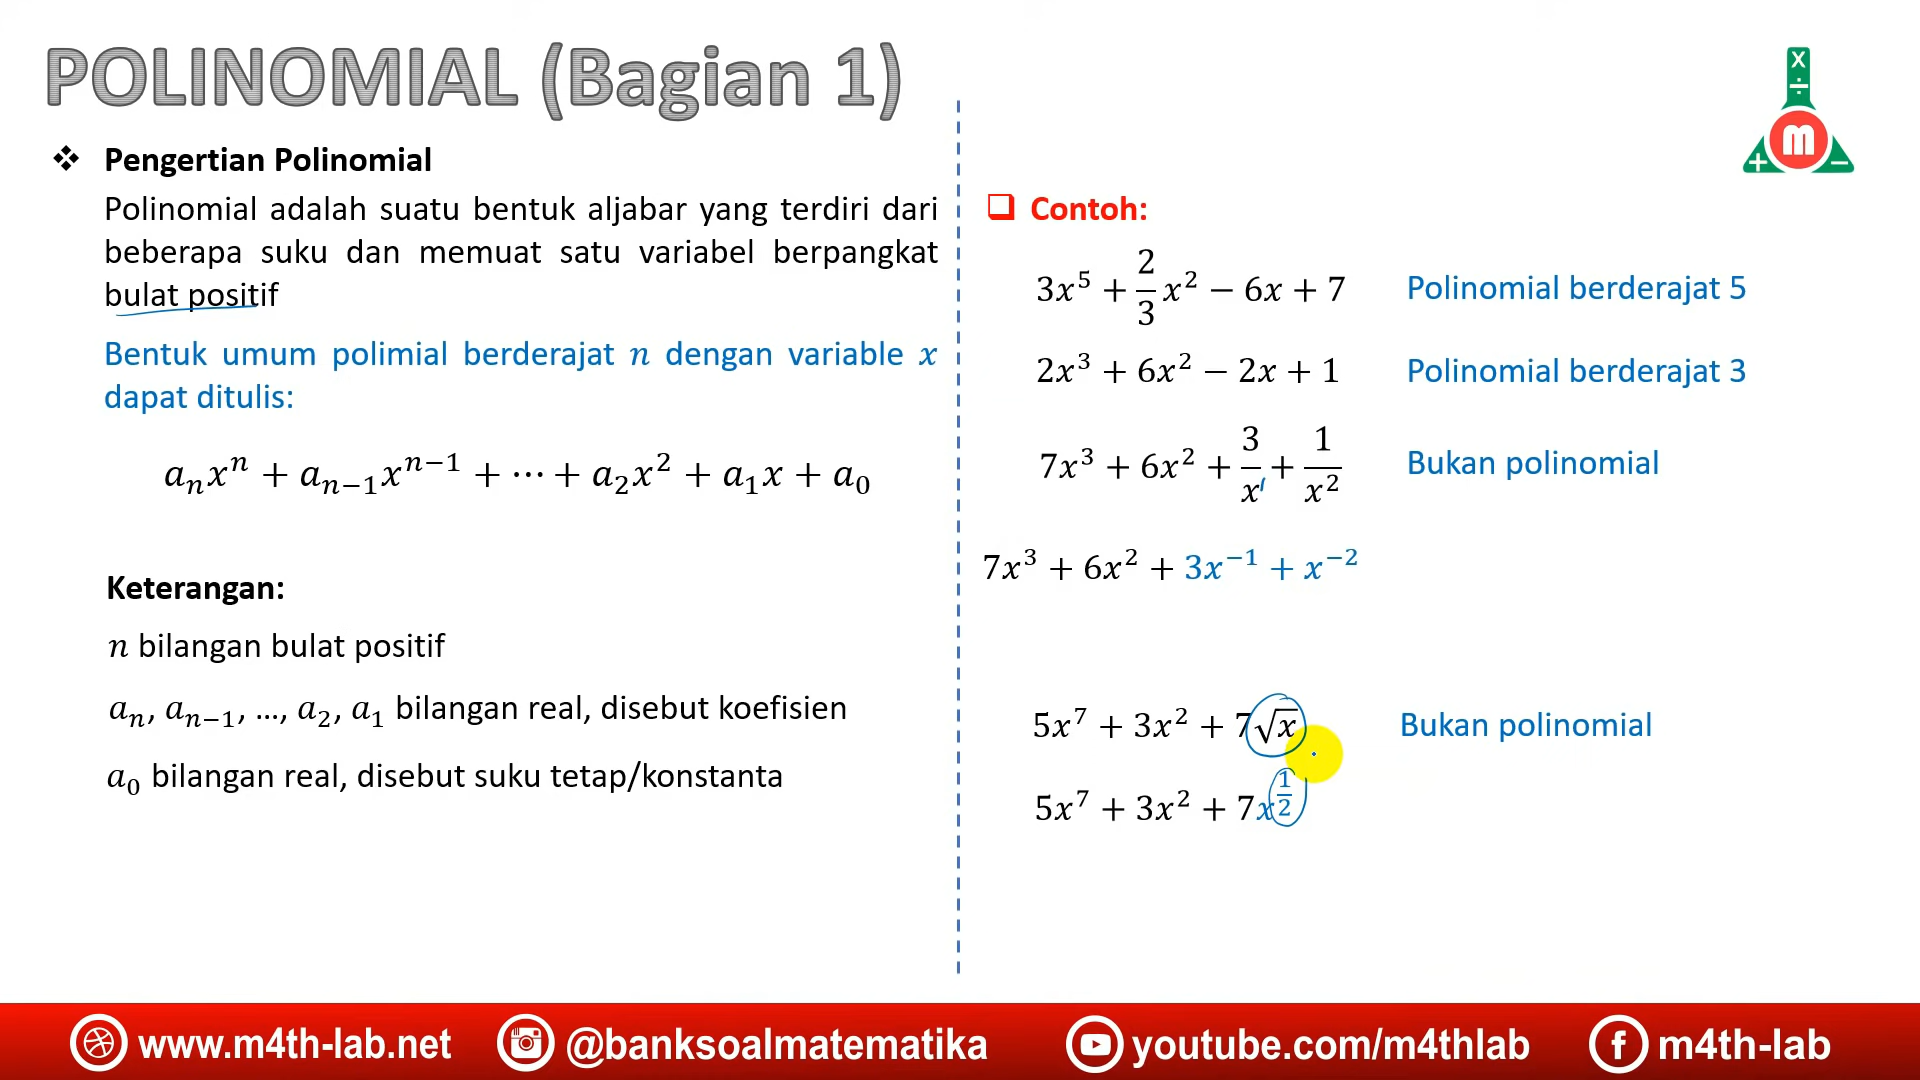 POLINOMIAL (Bagian 1)
❖ Pengertian Polinomial
Polinomial adalah suatu bentuk aljabar yang terdiri dari
beberapa suku dan memuat satu variabel berpangkat
bulat positif
Bentuk umum polimial berderajat n dengan variable x
dapat ditulis:
aₙxⁿ + aₙ₋₁xⁿ⁻¹ + ⋯ + a₂x² + a₁x + a₀
Keterangan:
n bilangan bulat positif
aₙ, aₙ₋₁, …, a₂, a₁ bilangan real, disebut koefisien
a₀ bilangan real, disebut suku tetap/konstanta
❑ Contoh:
3x⁵ + 2/3 x² − 6x + 7 Polinomial berderajat 5
2x³ + 6x² − 2x + 1 Polinomial berderajat 3
7x³ + 6x² + 3/x + 1/x² Bukan polinomial
7x³ + 6x² + 3x⁻¹ + x⁻²
5x⁷ + 3x² + 7√x Bukan polinomial
5x⁷ + 3x² + 7x^(1/2)
x
÷
m
+ −
www.m4th-lab.net @banksoalmatematika youtube.com/m4thlab f m4th-lab